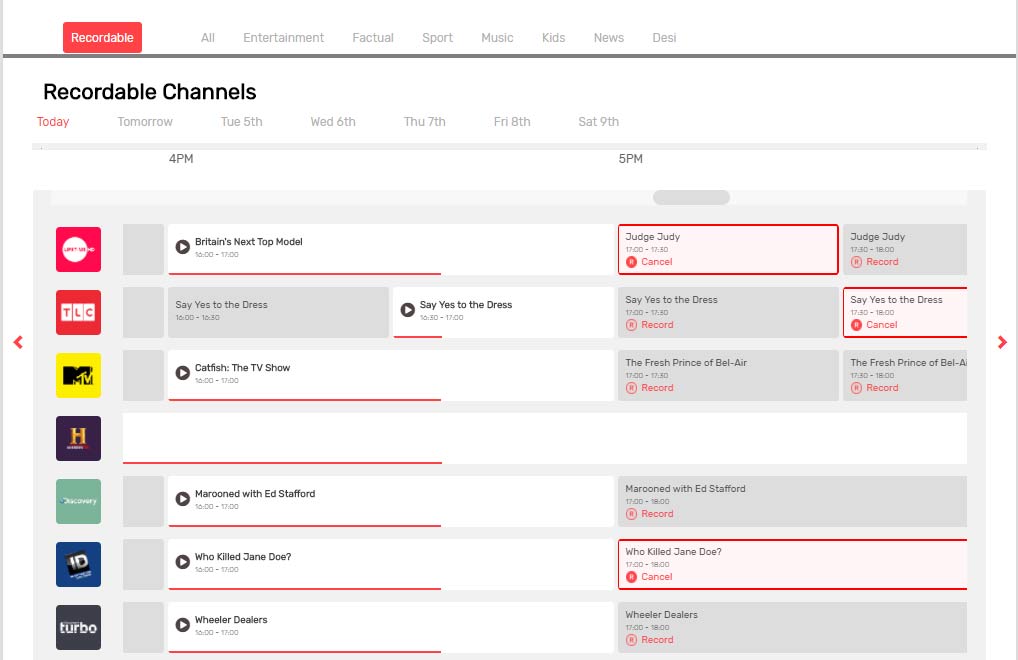 Recordable
All
Entertainment
Factual
Sport
Music
Kids
News
Desi
Recordable Channels
Today
Tomorrow
Tue 5th
Wed 6th
Thu 7th
Fri 8th
Sat 9th
4PM
5PM
Britain's Next Top Model
16:00 - 17:00
Judge Judy
17:00 - 17:30
R Cancel
Judge Judy
17:30 - 18:00
R Record
TLC
Say Yes to the Dress
16:00 - 16:30
Say Yes to the Dress
16:30 - 17:00
Say Yes to the Dress
17:00 - 17:30
R Record
Say Yes to the Dress
17:30 - 18:00
R Cancel
MTV
Catfish: The TV Show
16:00 - 17:00
The Fresh Prince of Bel-Air
17:00 - 17:30
R Record
The Fresh Prince of Bel-Ai
17:30 - 18:00
R Record
H
Discovery
Marooned with Ed Stafford
16:00 - 17:00
Marooned with Ed Stafford
17:00 - 18:00
R Record
ID
Who Killed Jane Doe?
16:00 - 17:00
Who Killed Jane Doe?
17:00 - 18:00
R Cancel
turbo
Wheeler Dealers
16:00 - 17:00
Wheeler Dealers
17:00 - 18:00
R Record